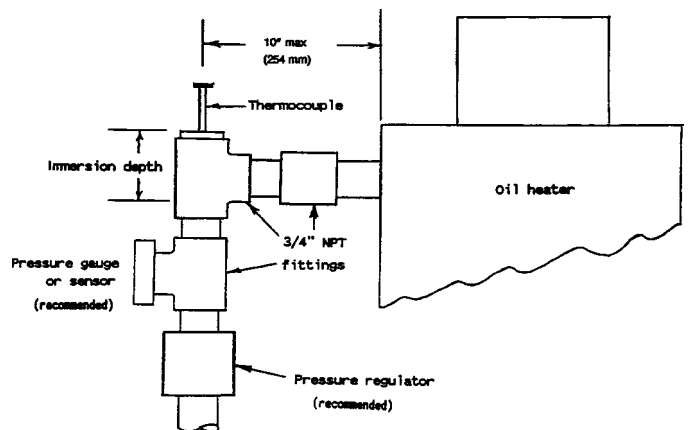 10" max
(254 mm)
Thermocouple
Immersion depth
Oil heater
3/4" NPT
fittings
Pressure gauge
or sensor
(recommended)
Pressure regulator
(recommended)